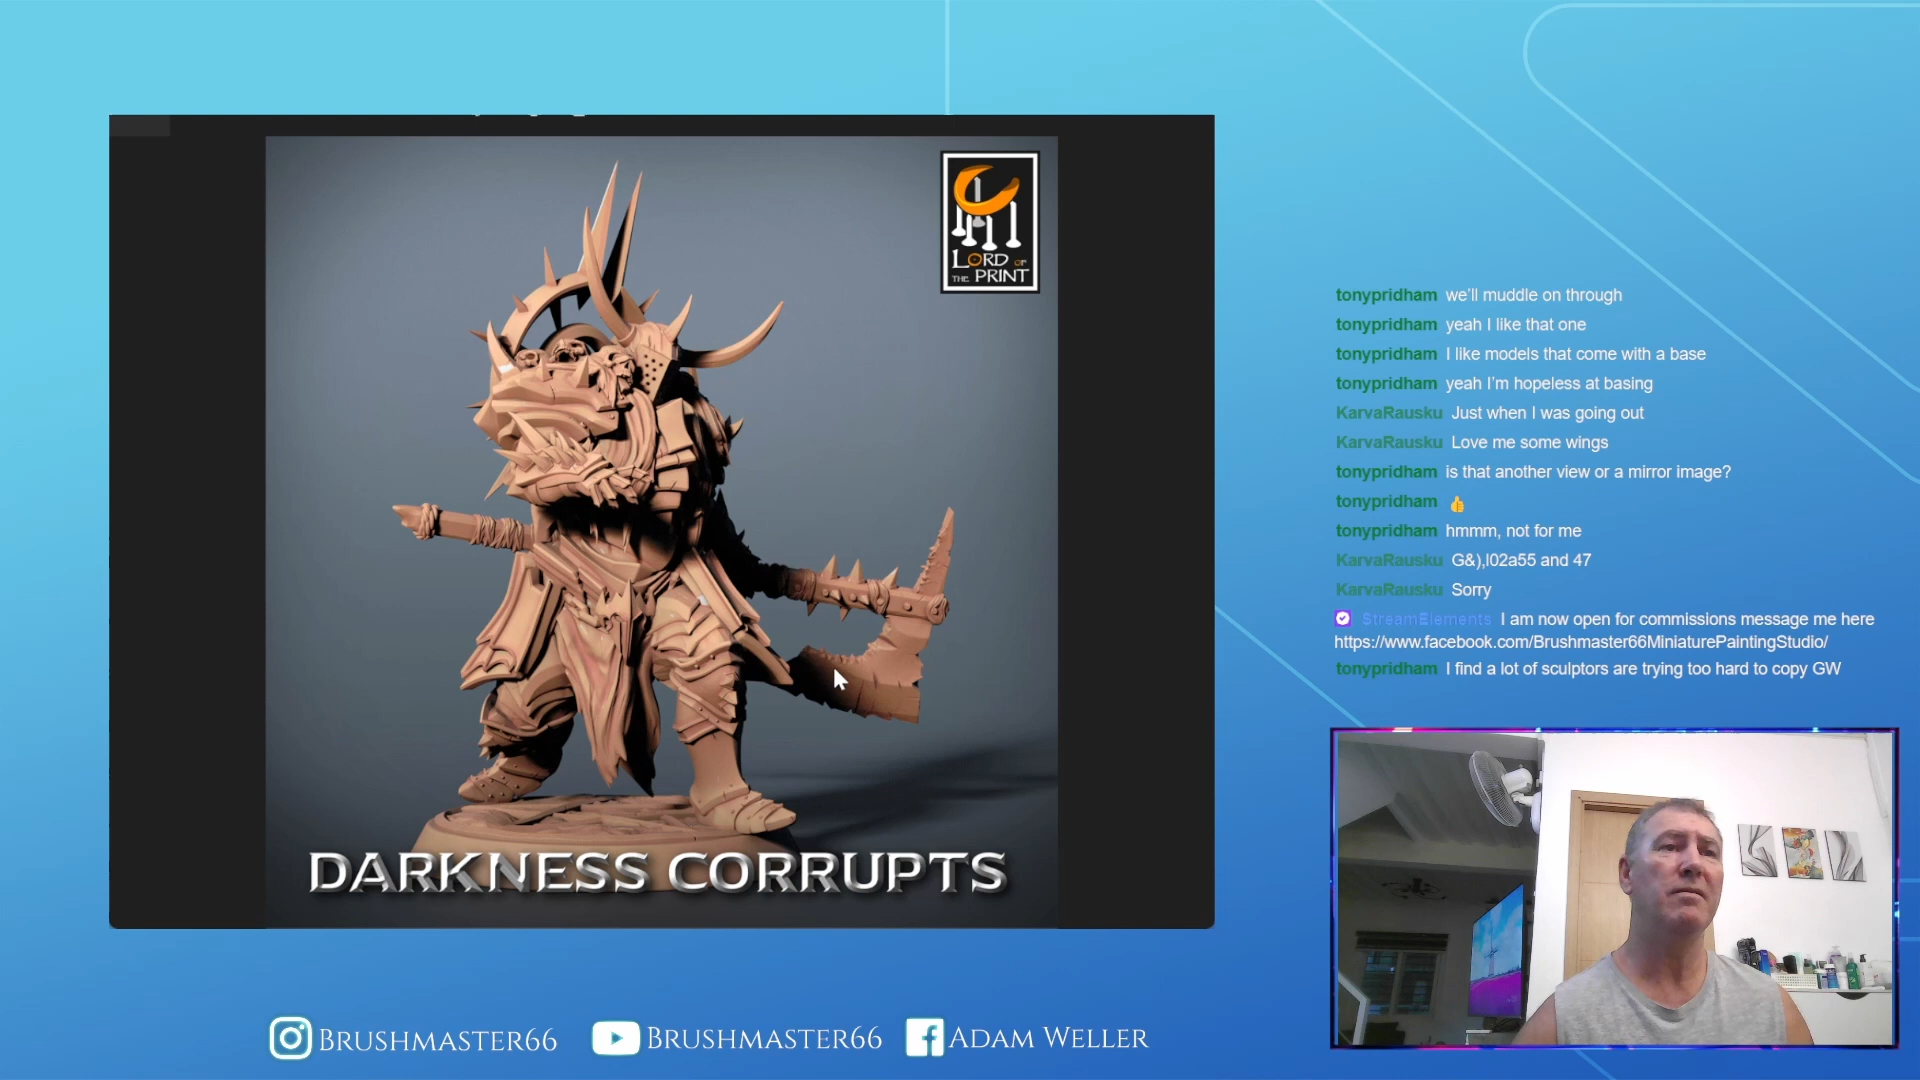 LORD OF
THE PRINT
DARKNESS CORRUPTS
tonypridham we'll muddle on through
tonypridham yeah I like that one
tonypridham I like models that come with a base
tonypridham yeah I'm hopeless at basing
KarvaRausku Just when I was going out
KarvaRausku Love me some wings
tonypridham is that another view or a mirror image?
tonypridham 👍
tonypridham hmmm, not for me
KarvaRausku G&),l02a55 and 47
KarvaRausku Sorry
StreamElements I am now open for commissions message me here
https://www.facebook.com/Brushmaster66MiniaturePaintingStudio/
tonypridham I find a lot of sculptors are trying too hard to copy GW
BRUSHMASTER66 BRUSHMASTER66 ADAM WELLER